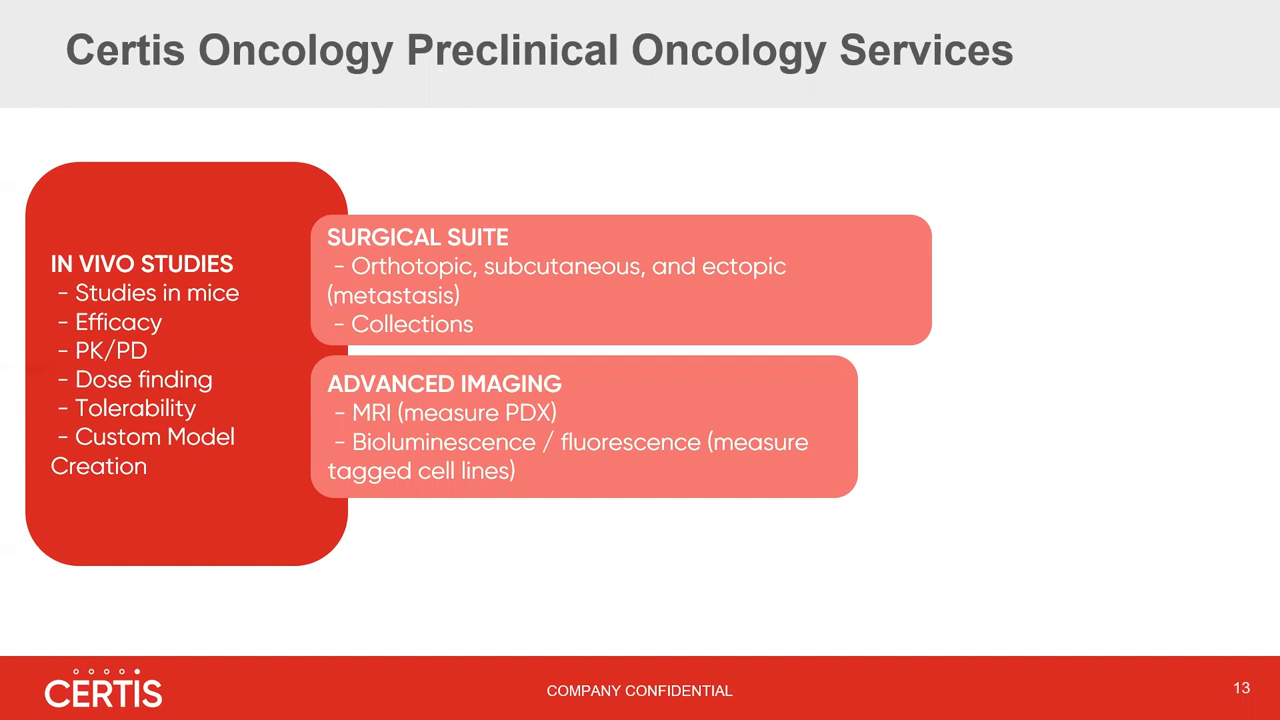 Certis Oncology Preclinical Oncology Services
IN VIVO STUDIES
- Studies in mice
- Efficacy
- PK/PD
- Dose finding
- Tolerability
- Custom Model
Creation
SURGICAL SUITE
- Orthotopic, subcutaneous, and ectopic
(metastasis)
- Collections
ADVANCED IMAGING
- MRI (measure PDX)
- Bioluminescence / fluorescence (measure
tagged cell lines)
CERTIS
COMPANY CONFIDENTIAL
13